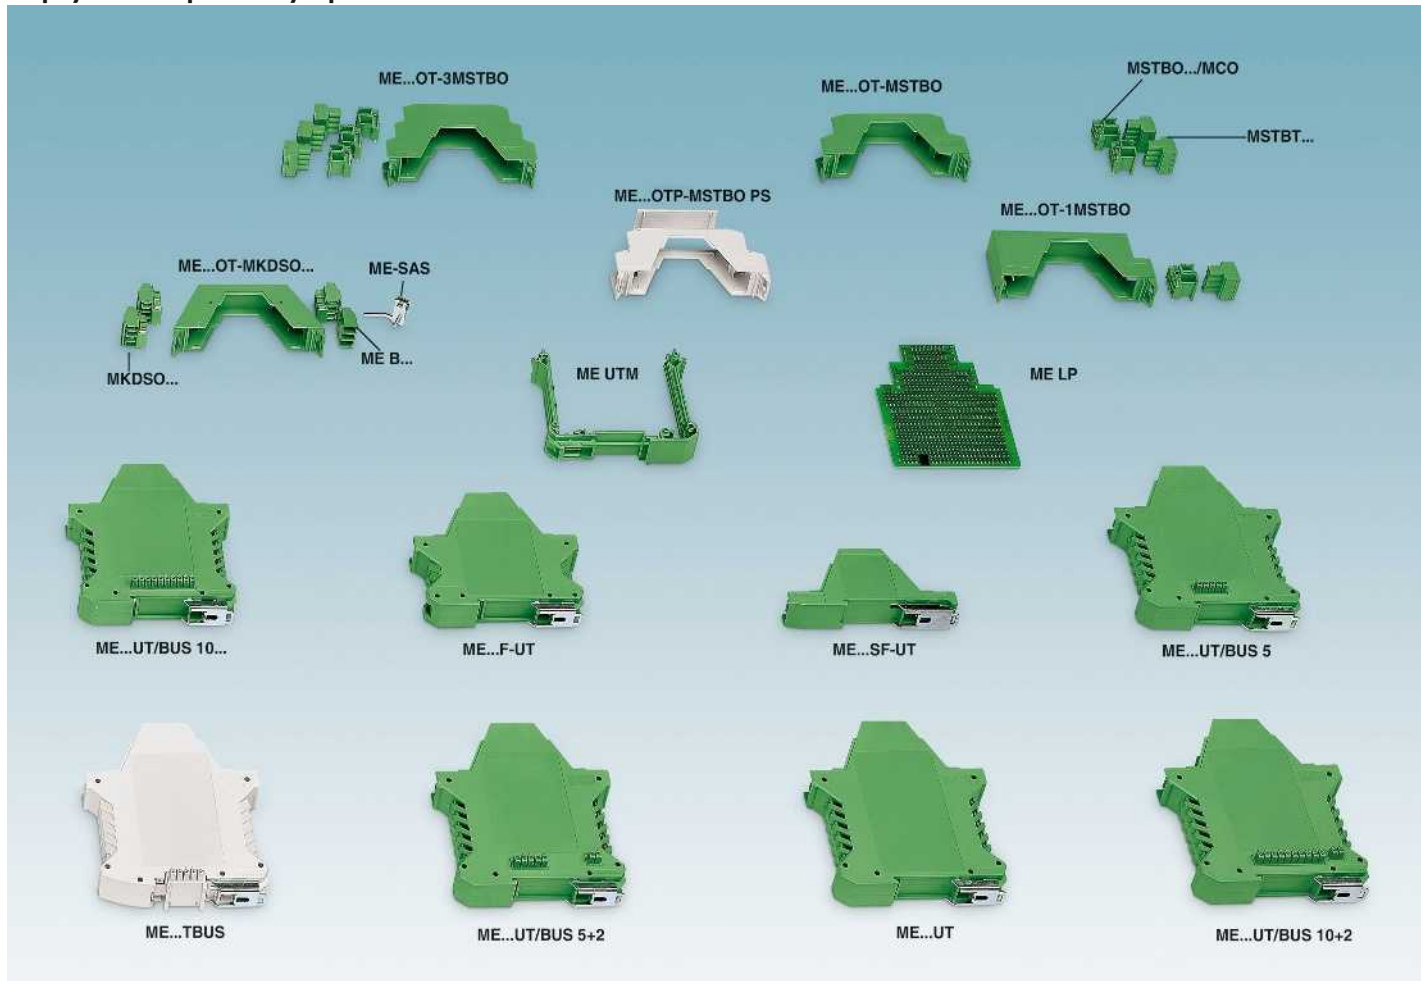 ME...OT-3MSTBO
ME...OT-MSTBO
MSTBO.../MCO
MSTBT...
ME...OTP-MSTBO PS
ME...OT-1MSTBO
ME...OT-MKDSO...
ME-SAS
ME B...
MKDSO...
ME UTM
ME LP
ME...UT/BUS 10...
ME...F-UT
ME...SF-UT
ME...UT/BUS 5
ME...TBUS
ME...UT/BUS 5+2
ME...UT
ME...UT/BUS 10+2